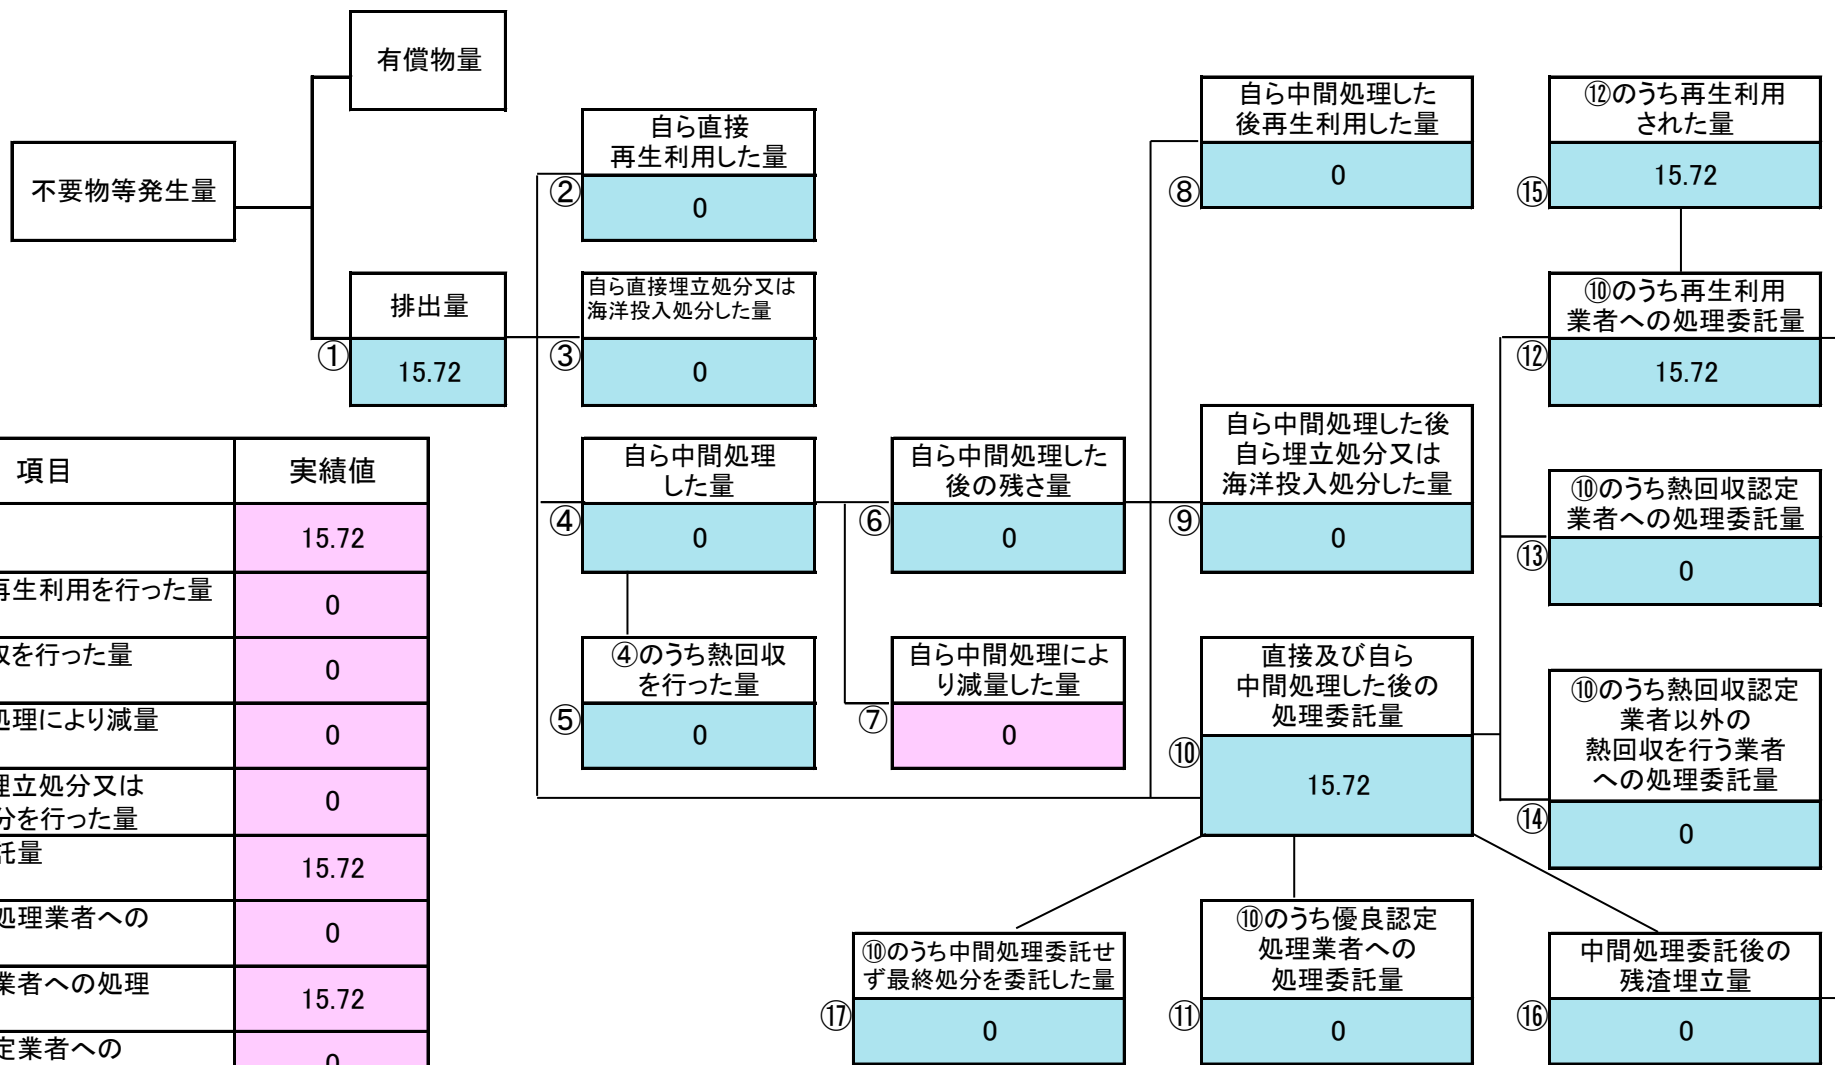 有償物量
不要物等発生量
排出量
①
15.72
自ら直接
再生利用した量
②
0
自ら直接埋立処分又は
海洋投入処分した量
③
0
自ら中間処理
した量
④
0
④のうち熱回収
を行った量
⑤
0
自ら中間処理した
後の残さ量
⑥
0
自ら中間処理によ
り減量した量
⑦
0
自ら中間処理した
後再生利用した量
⑧
0
自ら中間処理した後
自ら埋立処分又は
海洋投入処分した量
⑨
0
直接及び自ら
中間処理した後の
処理委託量
⑩
15.72
⑫のうち再生利用
された量
⑮
15.72
⑩のうち再生利用
業者への処理委託量
⑫
15.72
⑩のうち熱回収認定
業者への処理委託量
⑬
0
⑩のうち熱回収認定
業者以外の
熱回収を行う業者
への処理委託量
⑭
0
⑩のうち中間処理委託せ
ず最終処分を委託した量
⑰
0
⑩のうち優良認定
処理業者への
処理委託量
⑪
0
中間処理委託後の
残渣埋立量
⑯
0
項目 実績値
15.72
再生利用を行った量
0
収を行った量
0
処理により減量
0
埋立処分又は
分を行った量
0
託量
15.72
処理業者への
0
業者への処理
15.72
定業者への
0